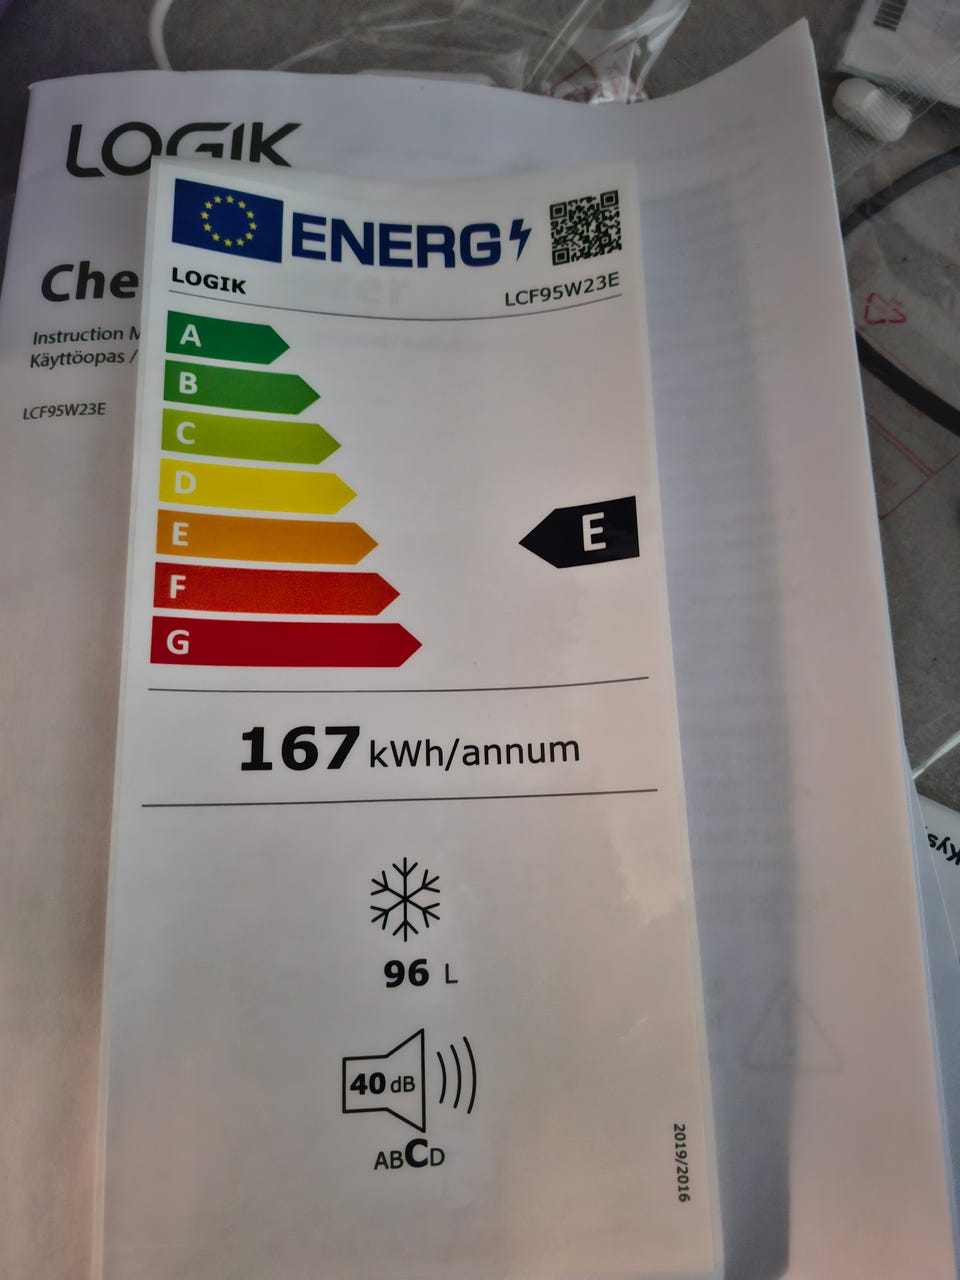 LOGIK
Che
Instruction M
Käyttöopas /
LCF95W23E
ENERG
LOGIK
LCF95W23E
A
B
C
D
E
E
F
G
167 kWh/annum
96 L
40 dB
ABCD
2019/2016